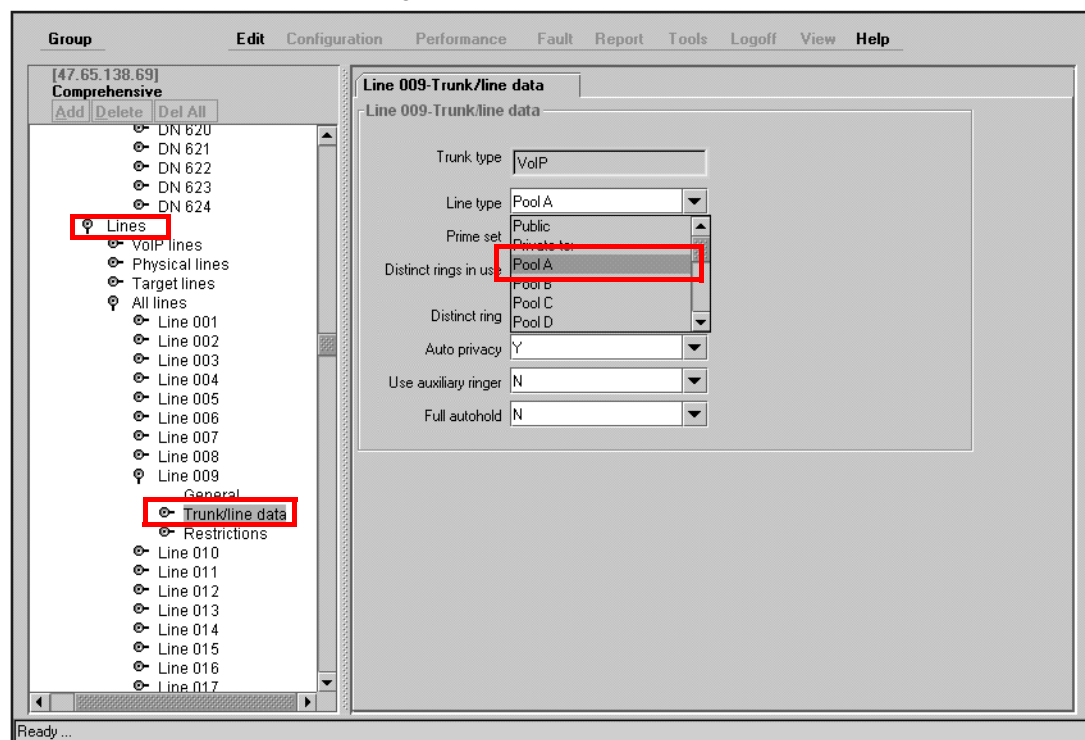 Group Edit Configuration Performance Fault Report Tools Logoff View Help
[47.65.138.69]
Comprehensive
Add Delete Del All
DN 620
DN 621
DN 622
DN 623
DN 624
Lines
VoIP lines
Physical lines
Target lines
All lines
Line 001
Line 002
Line 003
Line 004
Line 005
Line 006
Line 007
Line 008
Line 009
General
Trunk/line data
Restrictions
Line 010
Line 011
Line 012
Line 013
Line 014
Line 015
Line 016
Line 017
Line 009-Trunk/line data
Line 009-Trunk/line data
Trunk type VoIP
Line type Pool A
Prime set
Public
Private to:
Distinct rings in use
Pool A
Pool B
Pool C
Distinct ring
Pool D
Auto privacy Y
Use auxiliary ringer N
Full autohold N
Ready ...